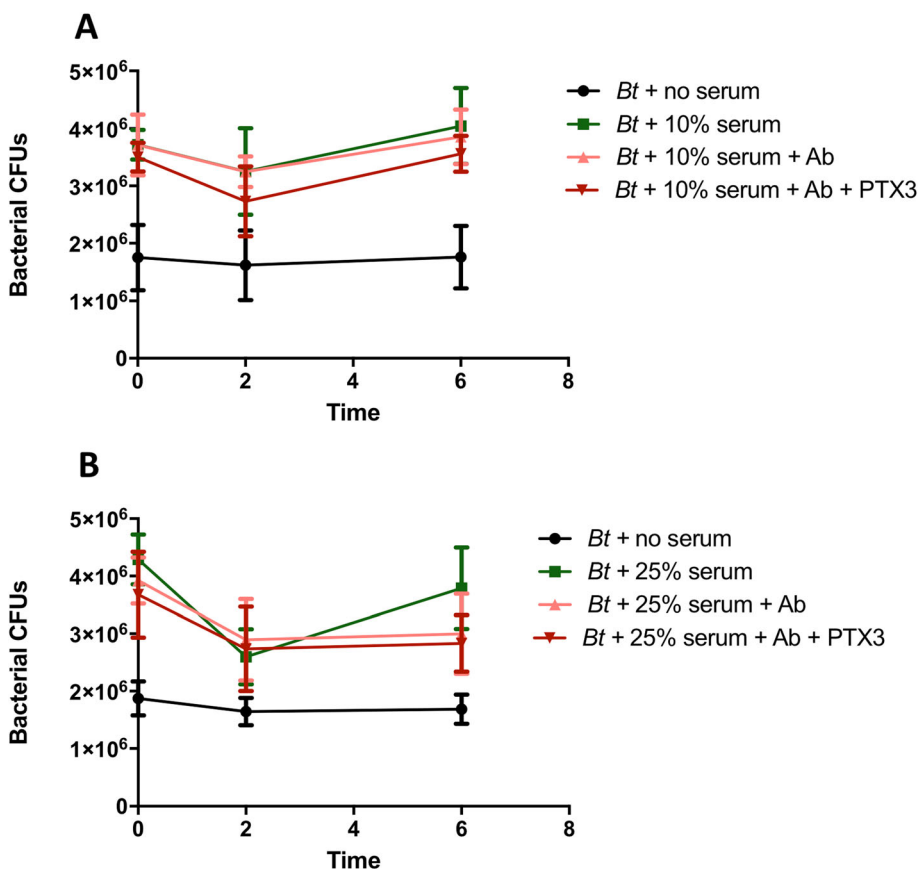 A
Bacterial CFUs
5×10⁶
4×10⁶
3×10⁶
2×10⁶
1×10⁶
0
0 2 4 6 8
Time
Bt + no serum
Bt + 10% serum
Bt + 10% serum + Ab
Bt + 10% serum + Ab + PTX3
B
Bacterial CFUs
5×10⁶
4×10⁶
3×10⁶
2×10⁶
1×10⁶
0
0 2 4 6 8
Time
Bt + no serum
Bt + 25% serum
Bt + 25% serum + Ab
Bt + 25% serum + Ab + PTX3